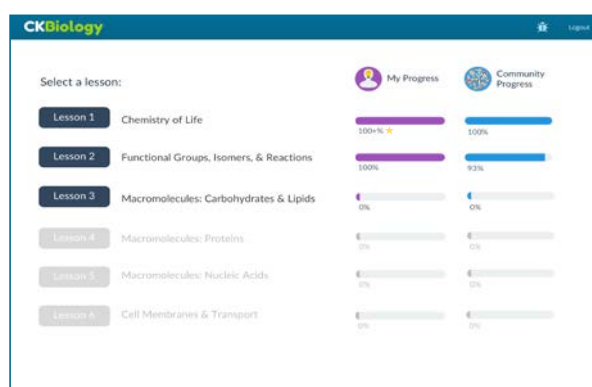 CKBiology
Logout
Select a lesson:
My Progress
Community
Progress
Lesson 1
Chemistry of Life
100+%
100%
Lesson 2
Functional Groups, Isomers, & Reactions
100%
93%
Lesson 3
Macromolecules: Carbohydrates & Lipids
0%
0%
Lesson 4
Macromolecules: Proteins
0%
0%
Lesson 5
Macromolecules: Nucleic Acids
0%
0%
Lesson 6
Cell Membranes & Transport
0%
0%